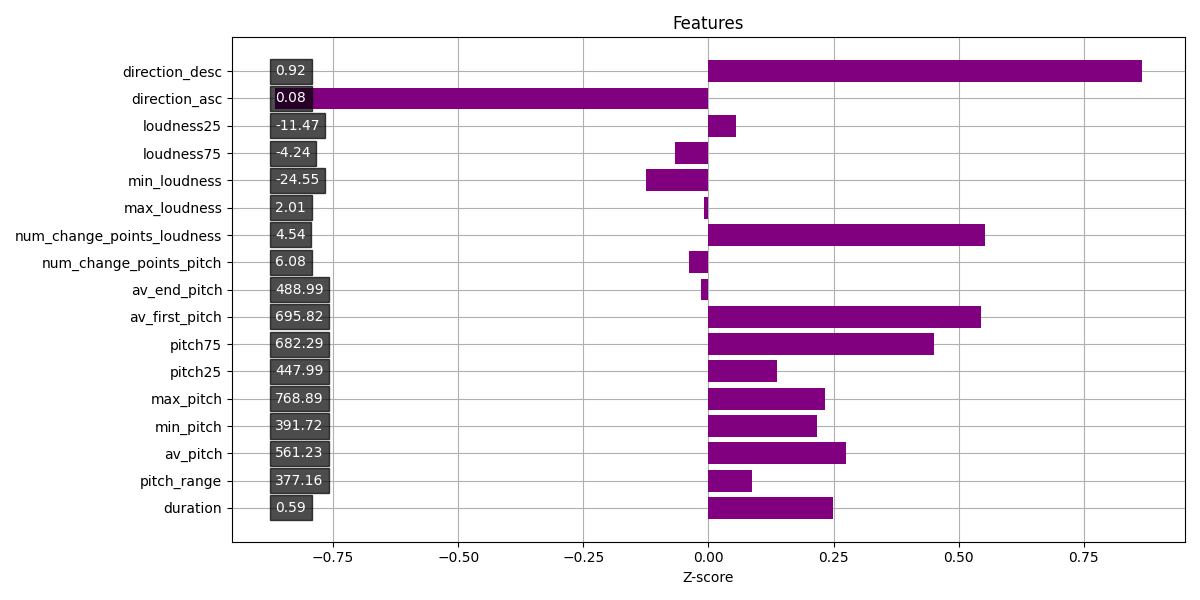 Features
direction_desc 0.92
direction_asc 0.08
loudness25 -11.47
loudness75 -4.24
min_loudness -24.55
max_loudness 2.01
num_change_points_loudness 4.54
num_change_points_pitch 6.08
av_end_pitch 488.99
av_first_pitch 695.82
pitch75 682.29
pitch25 447.99
max_pitch 768.89
min_pitch 391.72
av_pitch 561.23
pitch_range 377.16
duration 0.59
−0.75 −0.50 −0.25 0.00 0.25 0.50 0.75
Z-score